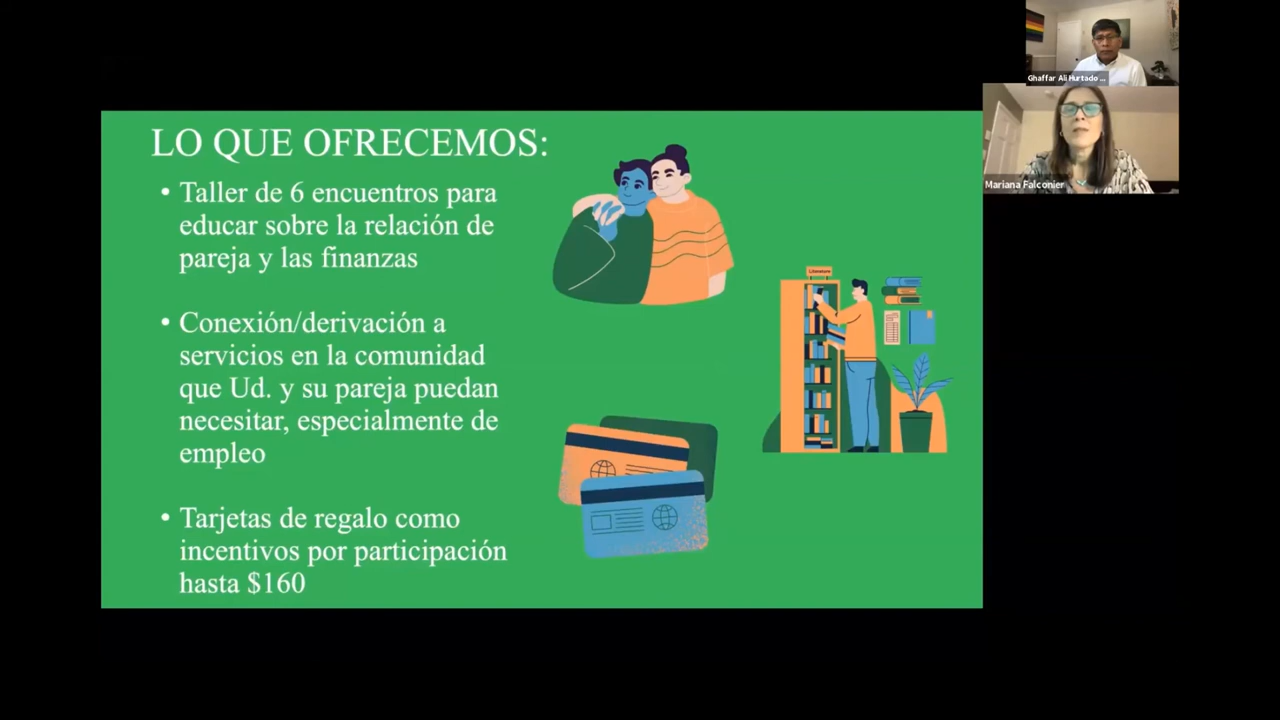 LO QUE OFRECEMOS:
• Taller de 6 encuentros para
educar sobre la relación de
pareja y las finanzas
• Conexión/derivación a
servicios en la comunidad
que Ud. y su pareja puedan
necesitar, especialmente de
empleo
• Tarjetas de regalo como
incentivos por participación
hasta $160
Literature
Ghaffar Ali Hurtado ...
Mariana Falconier